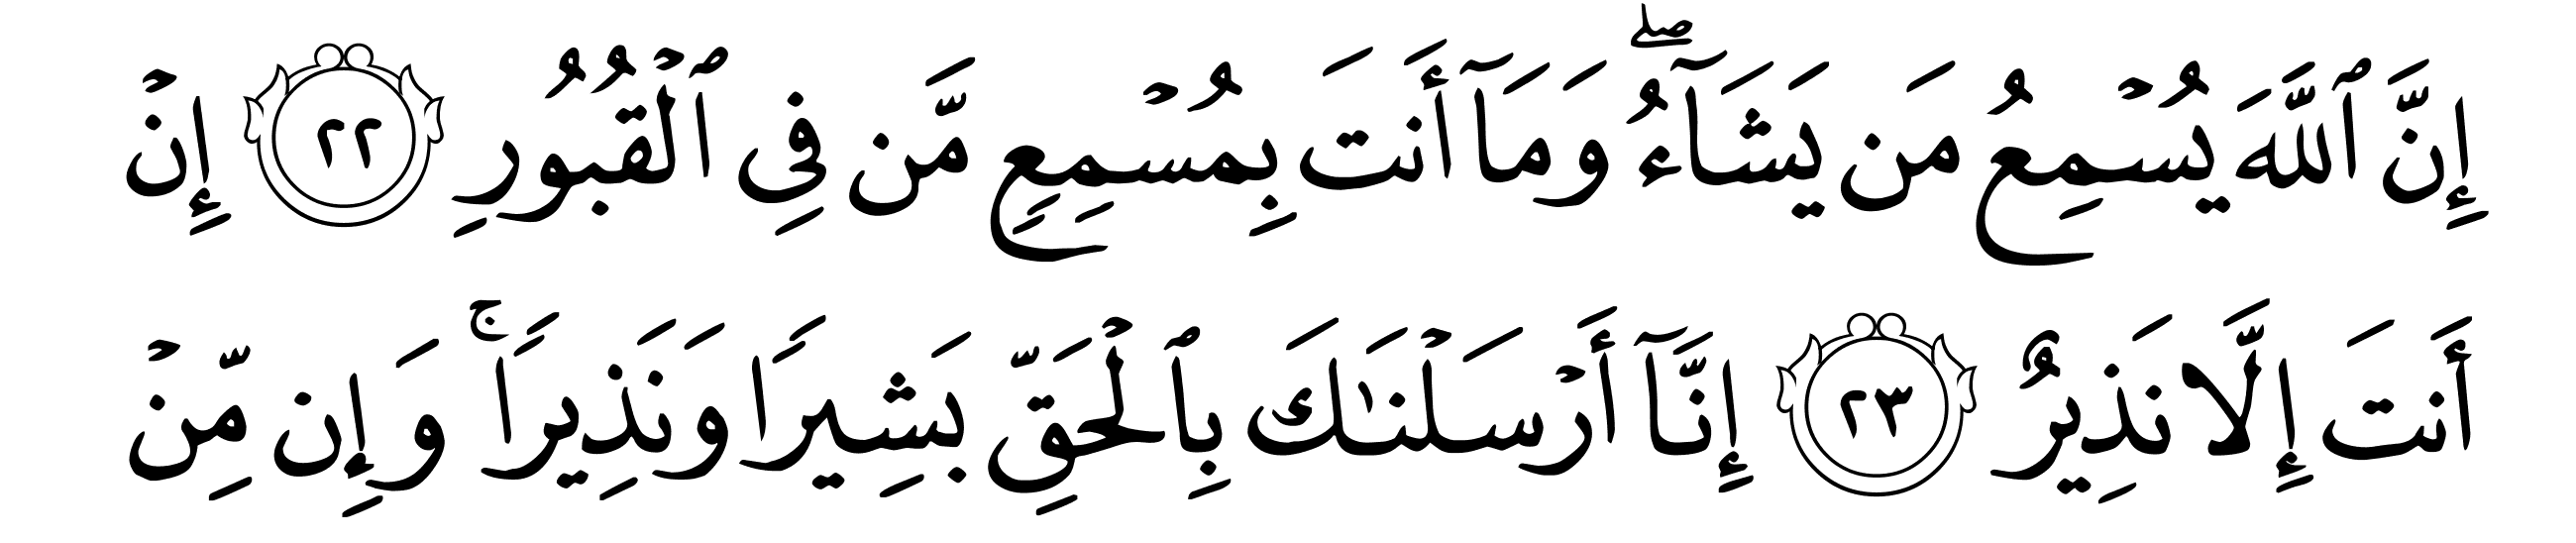 إِنَّ ٱللَّهَ يُسْمِعُ مَن يَشَآءُ ۖ وَمَآ أَنتَ بِمُسْمِعٍ مَّن فِى ٱلْقُبُورِ ٢٢ إِنْ
أَنتَ إِلَّا نَذِيرٌ ٢٣ إِنَّآ أَرْسَلْنَٰكَ بِٱلْحَقِّ بَشِيرًا وَنَذِيرًا ۚ وَإِن مِّنْ